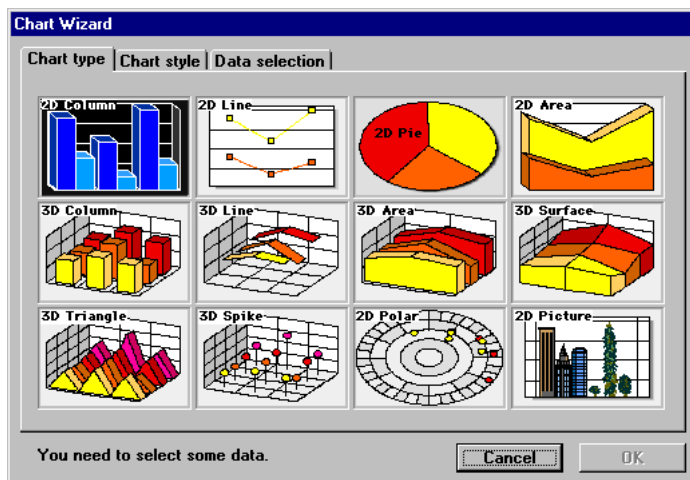 Chart Wizard
Chart type Chart style Data selection
2D Column 2D Line 2D Pie 2D Area
3D Column 3D Line 3D Area 3D Surface
3D Triangle 3D Spike 2D Polar 2D Picture
You need to select some data. Cancel OK